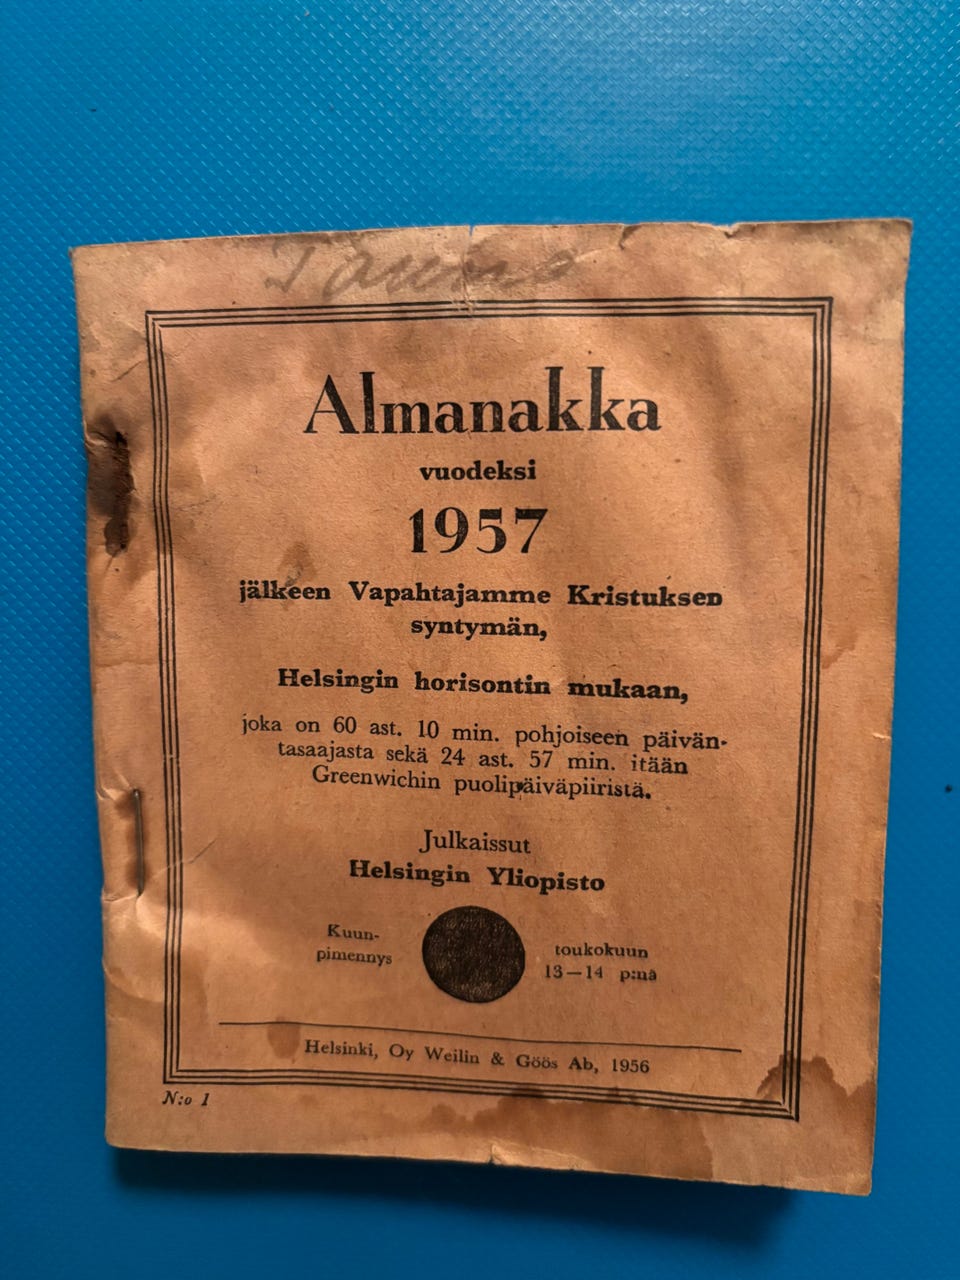 Almanakka
vuodeksi
1957
jälkeen Vapahtajamme Kristuksen
syntymän,
Helsingin horisontin mukaan,
joka on 60 ast. 10 min. pohjoiseen päivän-
tasaajasta sekä 24 ast. 57 min. itään
Greenwichin puolipäiväpiiristä.
Julkaissut
Helsingin Yliopisto
Kuun-
pimennys
toukokuun
13—14 p:nä
Helsinki, Oy Weilin & Göös Ab, 1956
N:o 1